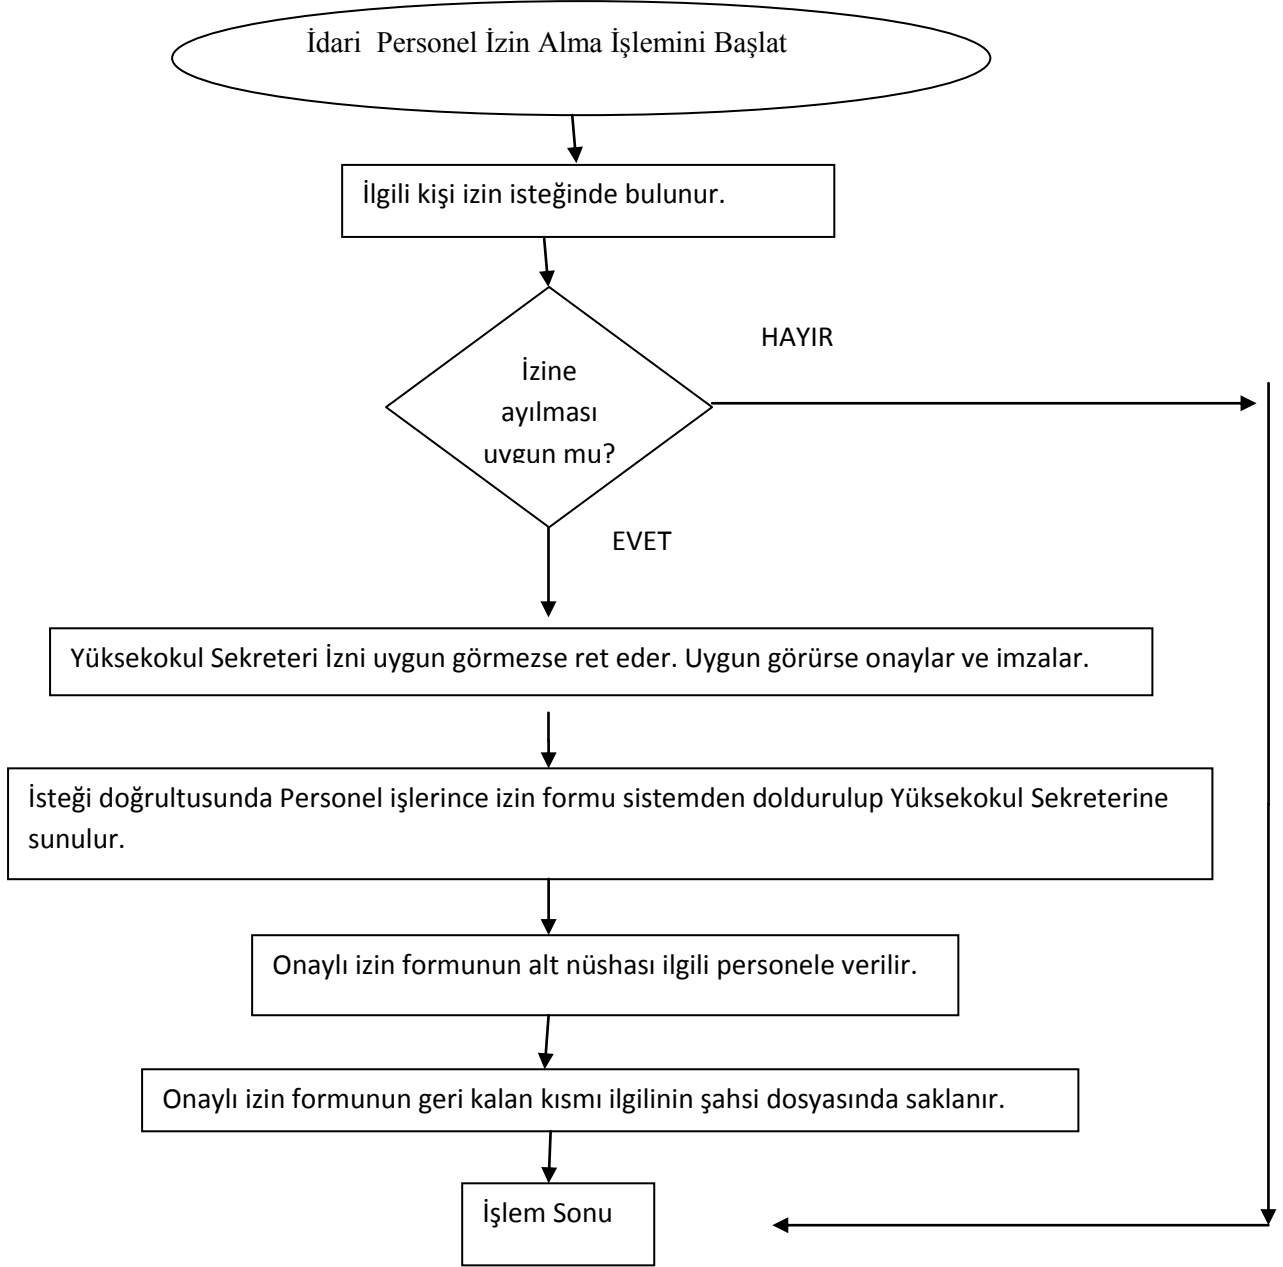 İdari Personel İzin Alma İşlemini Başlat
İlgili kişi izin isteğinde bulunur.
HAYIR
İzine
ayılması
uygun mu?
EVET
Yüksekokul Sekreteri İzni uygun görmezse ret eder. Uygun görürse onaylar ve imzalar.
İsteği doğrultusunda Personel işlerince izin formu sistemden doldurulup Yüksekokul Sekreterine
sunulur.
Onaylı izin formunun alt nüshası ilgili personele verilir.
Onaylı izin formunun geri kalan kısmı ilgilinin şahsi dosyasında saklanır.
İşlem Sonu